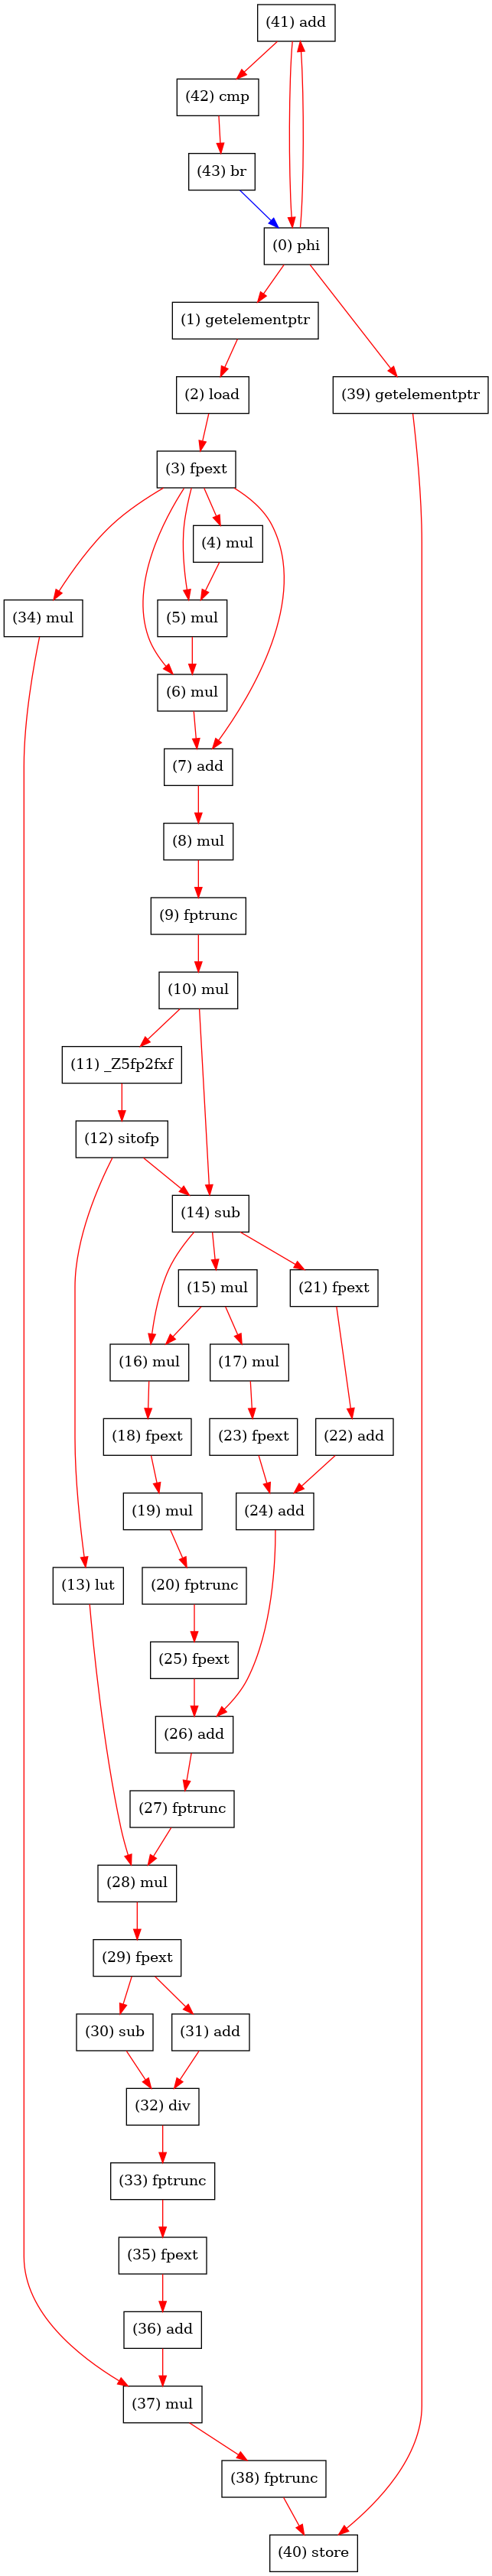 (41) add
(42) cmp
(43) br
(0) phi
(1) getelementptr
(2) load
(39) getelementptr
(3) fpext
(4) mul
(34) mul
(5) mul
(6) mul
(7) add
(8) mul
(9) fptrunc
(10) mul
(11) _Z5fp2fxf
(12) sitofp
(14) sub
(15) mul
(21) fpext
(16) mul
(17) mul
(18) fpext
(23) fpext
(22) add
(19) mul
(24) add
(13) lut
(20) fptrunc
(25) fpext
(26) add
(27) fptrunc
(28) mul
(29) fpext
(30) sub
(31) add
(32) div
(33) fptrunc
(35) fpext
(36) add
(37) mul
(38) fptrunc
(40) store